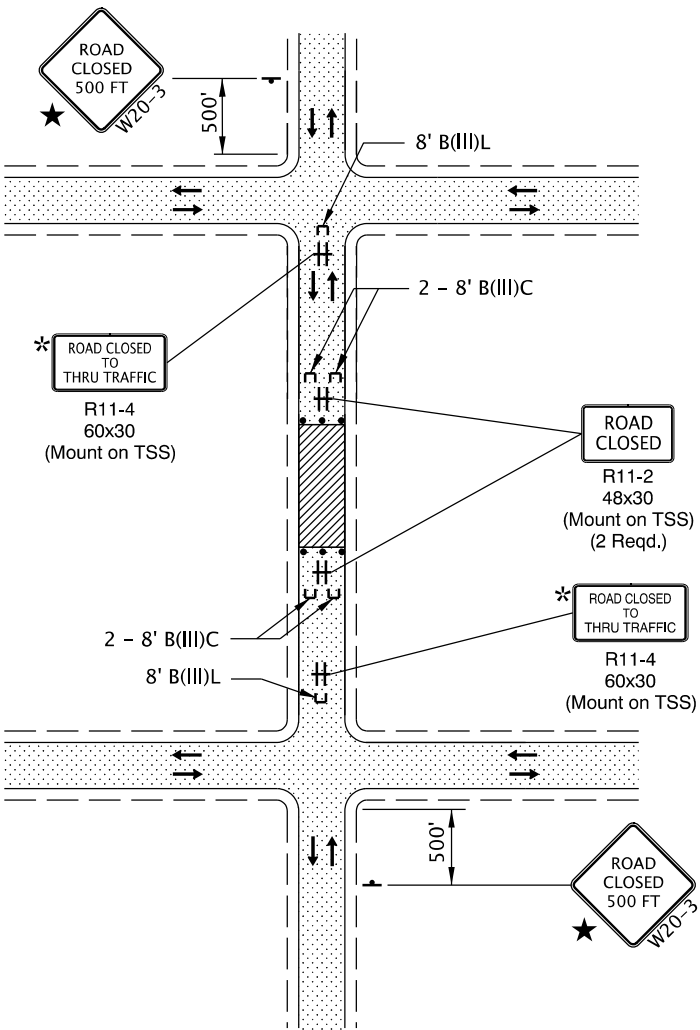 ROAD
CLOSED
500 FT
W20-3
500'
8' B(III)L
2 - 8' B(III)C
* ROAD CLOSED
TO
THRU TRAFFIC
R11-4
60x30
(Mount on TSS)
ROAD
CLOSED
R11-2
48x30
(Mount on TSS)
(2 Reqd.)
* ROAD CLOSED
TO
THRU TRAFFIC
R11-4
60x30
(Mount on TSS)
2 - 8' B(III)C
8' B(III)L
500'
ROAD
CLOSED
500 FT
W20-3